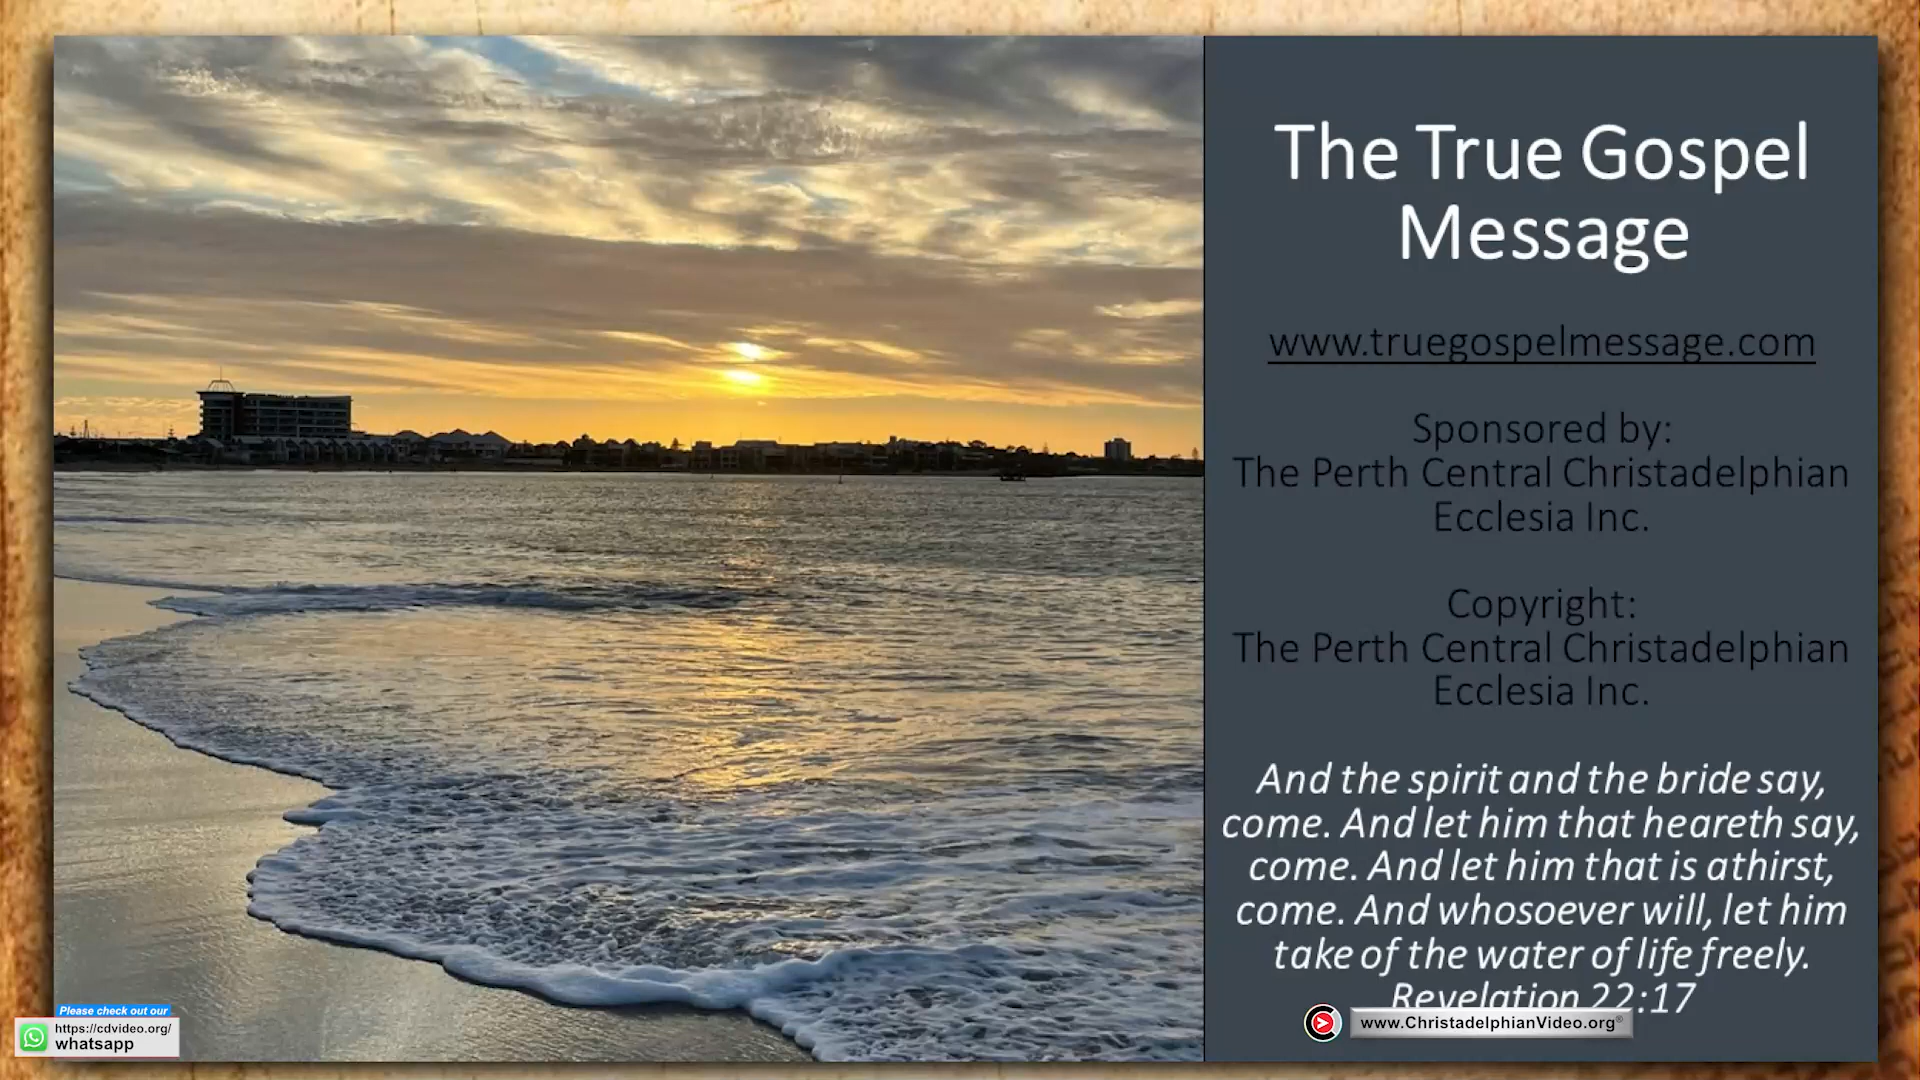 The True Gospel
Message
www.truegospelmessage.com
Sponsored by:
The Perth Central Christadelphian
Ecclesia Inc.
Copyright:
The Perth Central Christadelphian
Ecclesia Inc.
And the spirit and the bride say,
come. And let him that heareth say,
come. And let him that is athirst,
come. And whosoever will, let him
take of the water of life freely.
Revelation 22:17
www.ChristadelphianVideo.org®
Please check out our
https://cdvideo.org/
whatsapp